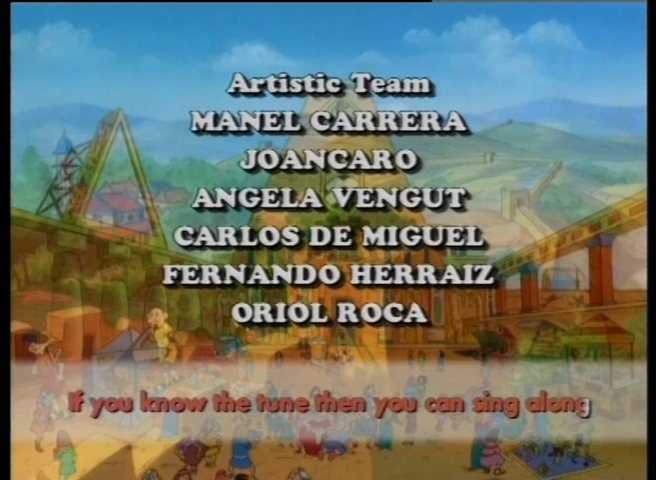 Artistic Team
MANEL CARRERA
JOANCARO
ANGELA VENGUT
CARLOS DE MIGUEL
FERNANDO HERRAIZ
ORIOL ROCA
If you know the tune then you can sing along